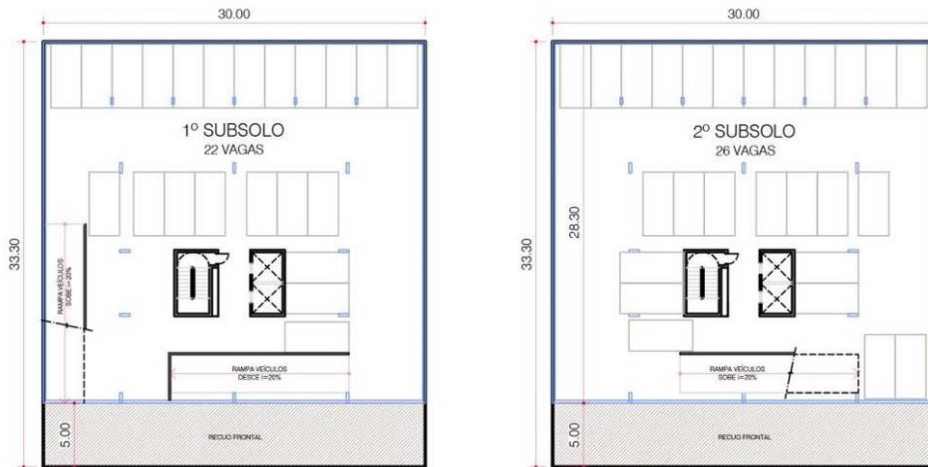 30.00
33.30
1º SUBSOLO
22 VAGAS
RAMPA VEÍCULOS
SOBE i=20%
RAMPA VEÍCULOS
DESCE i=20%
5.00
RECUO FRONTAL
30.00
33.30
28.30
2º SUBSOLO
26 VAGAS
RAMPA VEÍCULOS
SOBE i=20%
5.00
RECUO FRONTAL